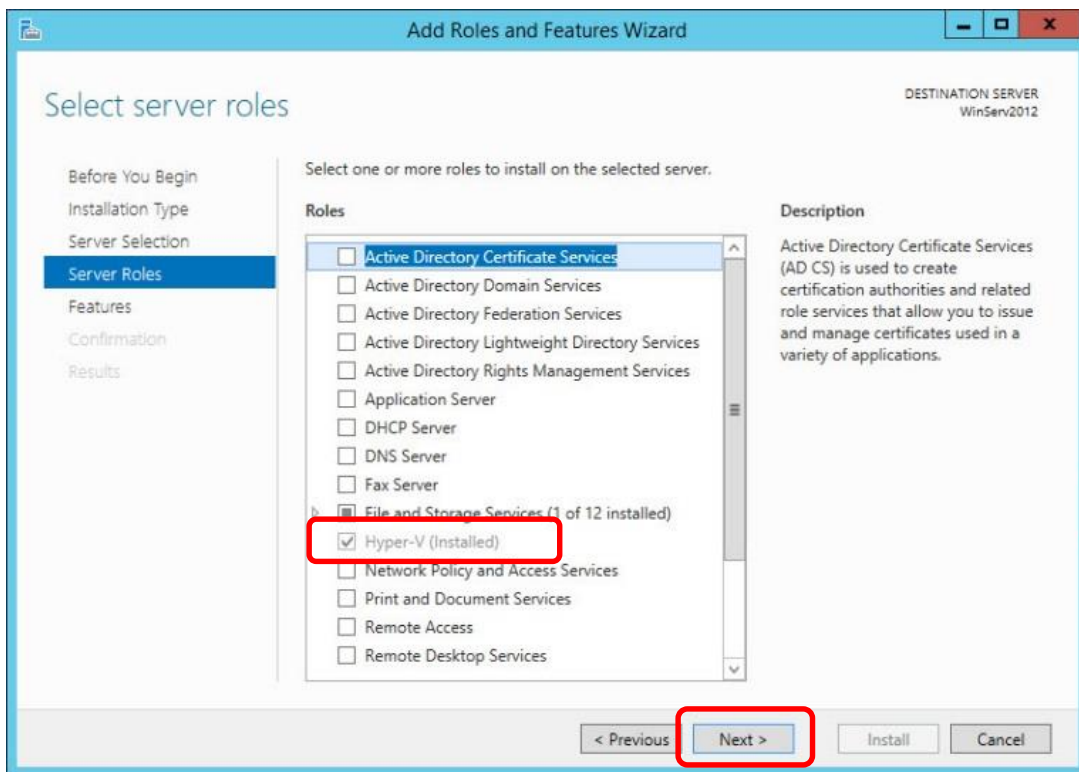 Add Roles and Features Wizard
Select server roles
DESTINATION SERVER
WinServ2012
Before You Begin
Installation Type
Server Selection
Server Roles
Features
Confirmation
Results
Select one or more roles to install on the selected server.
Roles
Active Directory Certificate Services
Active Directory Domain Services
Active Directory Federation Services
Active Directory Lightweight Directory Services
Active Directory Rights Management Services
Application Server
DHCP Server
DNS Server
Fax Server
File and Storage Services (1 of 12 installed)
Hyper-V (Installed)
Network Policy and Access Services
Print and Document Services
Remote Access
Remote Desktop Services
Description
Active Directory Certificate Services
(AD CS) is used to create
certification authorities and related
role services that allow you to issue
and manage certificates used in a
variety of applications.
< Previous
Next >
Install
Cancel